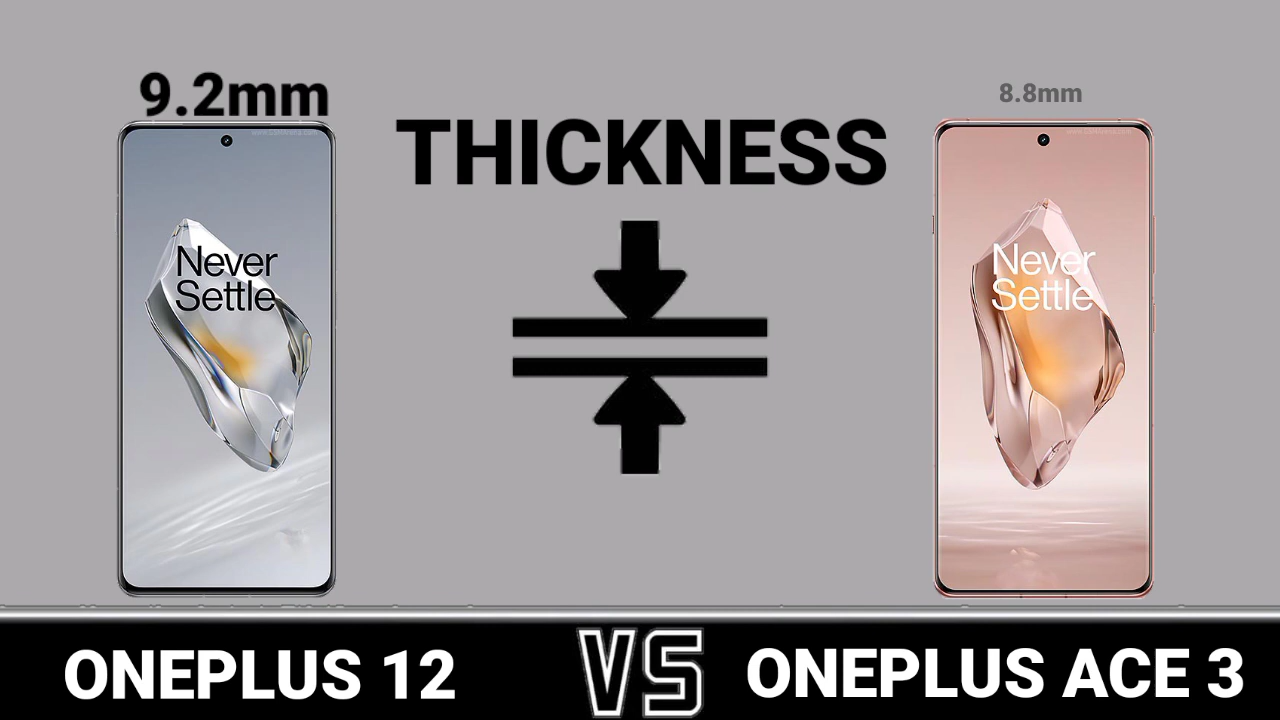 9.2mm
8.8mm
THICKNESS
Never
Settle
Never
Settle
ONEPLUS 12
VS
ONEPLUS ACE 3